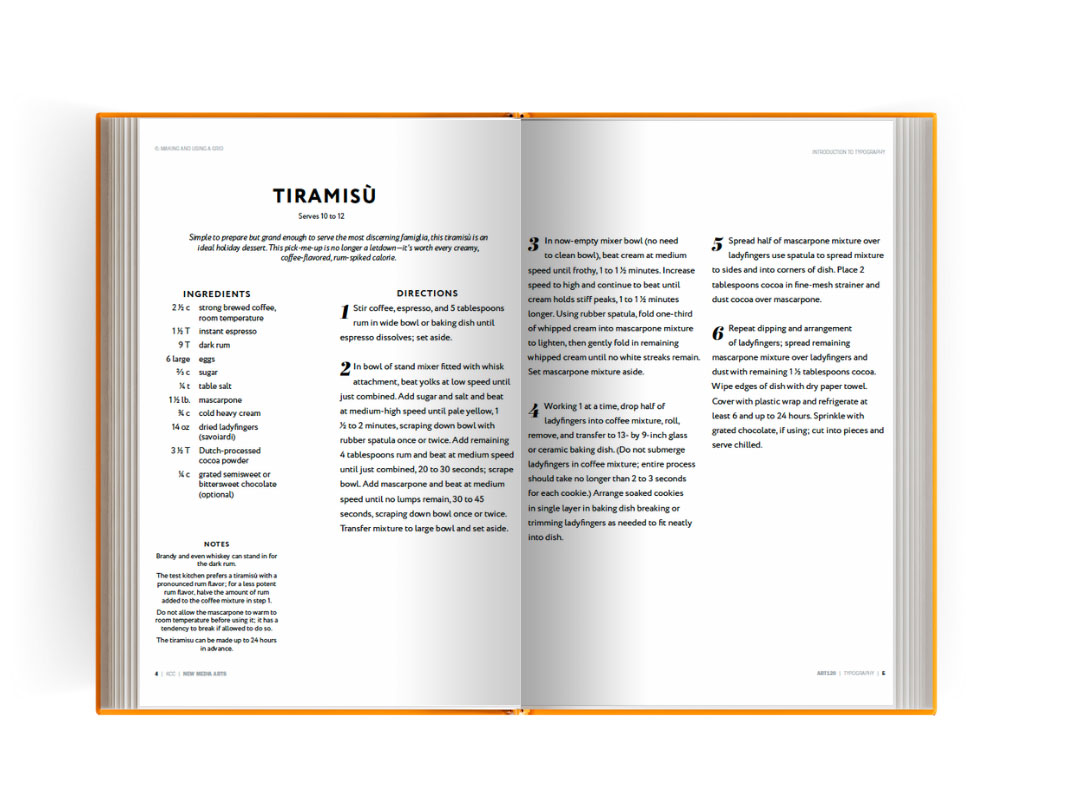 6: MAKING AND USING A GRID
TIRAMISÙ
Serves 10 to 12
Simple to prepare but grand enough to serve the most discerning famiglia, this tiramisù is an
ideal holiday dessert. This pick-me-up is no longer a letdown—it's worth every creamy,
coffee-flavored, rum-spiked calorie.
INGREDIENTS
2 ½ c strong brewed coffee,
room temperature
1 ½ T instant espresso
9 T dark rum
6 large eggs
⅔ c sugar
¼ t table salt
1 ½ lb. mascarpone
¾ c cold heavy cream
14 oz dried ladyfingers
(savoiardi)
3 ½ T Dutch-processed
cocoa powder
¼ c grated semisweet or
bittersweet chocolate
(optional)
NOTES
Brandy and even whiskey can stand in for
the dark rum.
The test kitchen prefers a tiramisù with a
pronounced rum flavor; for a less potent
rum flavor, halve the amount of rum
added to the coffee mixture in step 1.
Do not allow the mascarpone to warm to
room temperature before using it; it has a
tendency to break if allowed to do so.
The tiramisu can be made up to 24 hours
in advance.
DIRECTIONS
1 Stir coffee, espresso, and 5 tablespoons
rum in wide bowl or baking dish until
espresso dissolves; set aside.
2 In bowl of stand mixer fitted with whisk
attachment, beat yolks at low speed until
just combined. Add sugar and salt and beat
at medium-high speed until pale yellow, 1
½ to 2 minutes, scraping down bowl with
rubber spatula once or twice. Add remaining
4 tablespoons rum and beat at medium speed
until just combined, 20 to 30 seconds; scrape
bowl. Add mascarpone and beat at medium
speed until no lumps remain, 30 to 45
seconds, scraping down bowl once or twice.
Transfer mixture to large bowl and set aside.
4 | KCC | NEW MEDIA ARTS
INTRODUCTION TO TYPOGRAPHY
3 In now-empty mixer bowl (no need
to clean bowl), beat cream at medium
speed until frothy, 1 to 1 ½ minutes. Increase
speed to high and continue to beat until
cream holds stiff peaks, 1 to 1 ½ minutes
longer. Using rubber spatula, fold one-third
of whipped cream into mascarpone mixture
to lighten, then gently fold in remaining
whipped cream until no white streaks remain.
Set mascarpone mixture aside.
4 Working 1 at a time, drop half of
ladyfingers into coffee mixture, roll,
remove, and transfer to 13- by 9-inch glass
or ceramic baking dish. (Do not submerge
ladyfingers in coffee mixture; entire process
should take no longer than 2 to 3 seconds
for each cookie.) Arrange soaked cookies
in single layer in baking dish breaking or
trimming ladyfingers as needed to fit neatly
into dish.
5 Spread half of mascarpone mixture over
ladyfingers use spatula to spread mixture
to sides and into corners of dish. Place 2
tablespoons cocoa in fine-mesh strainer and
dust cocoa over mascarpone.
6 Repeat dipping and arrangement
of ladyfingers; spread remaining
mascarpone mixture over ladyfingers and
dust with remaining 1 ½ tablespoons cocoa.
Wipe edges of dish with dry paper towel.
Cover with plastic wrap and refrigerate at
least 6 and up to 24 hours. Sprinkle with
grated chocolate, if using; cut into pieces and
serve chilled.
ART120 | TYPOGRAPHY | 5